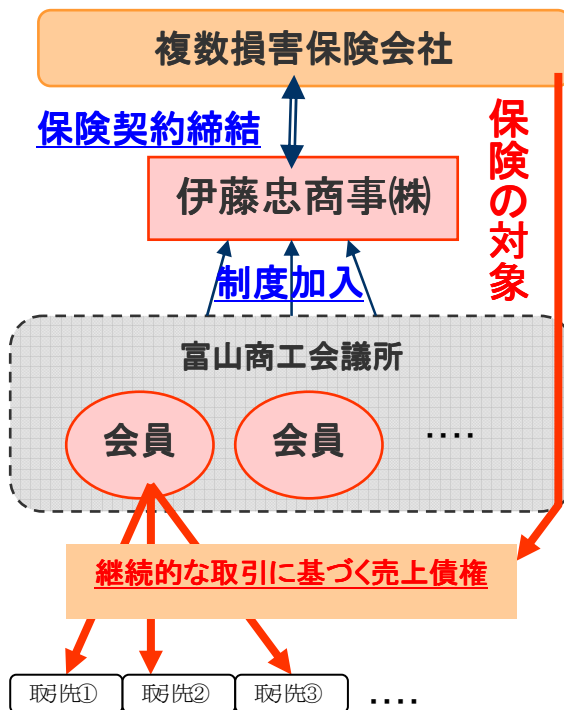 複数損害保険会社
保険契約締結
保険の対象
伊藤忠商事㈱
制度加入
富山商工会議所
会員
会員
‥‥
継続的な取引に基づく売上債権
取引先①
取引先②
取引先③
‥‥